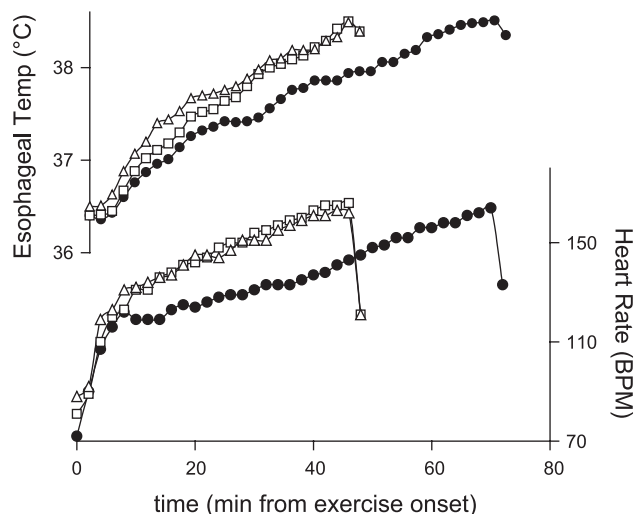 Esophageal Temp (°C)
38
37
36
Heart Rate (BPM)
150
110
70
0 20 40 60 80
time (min from exercise onset)